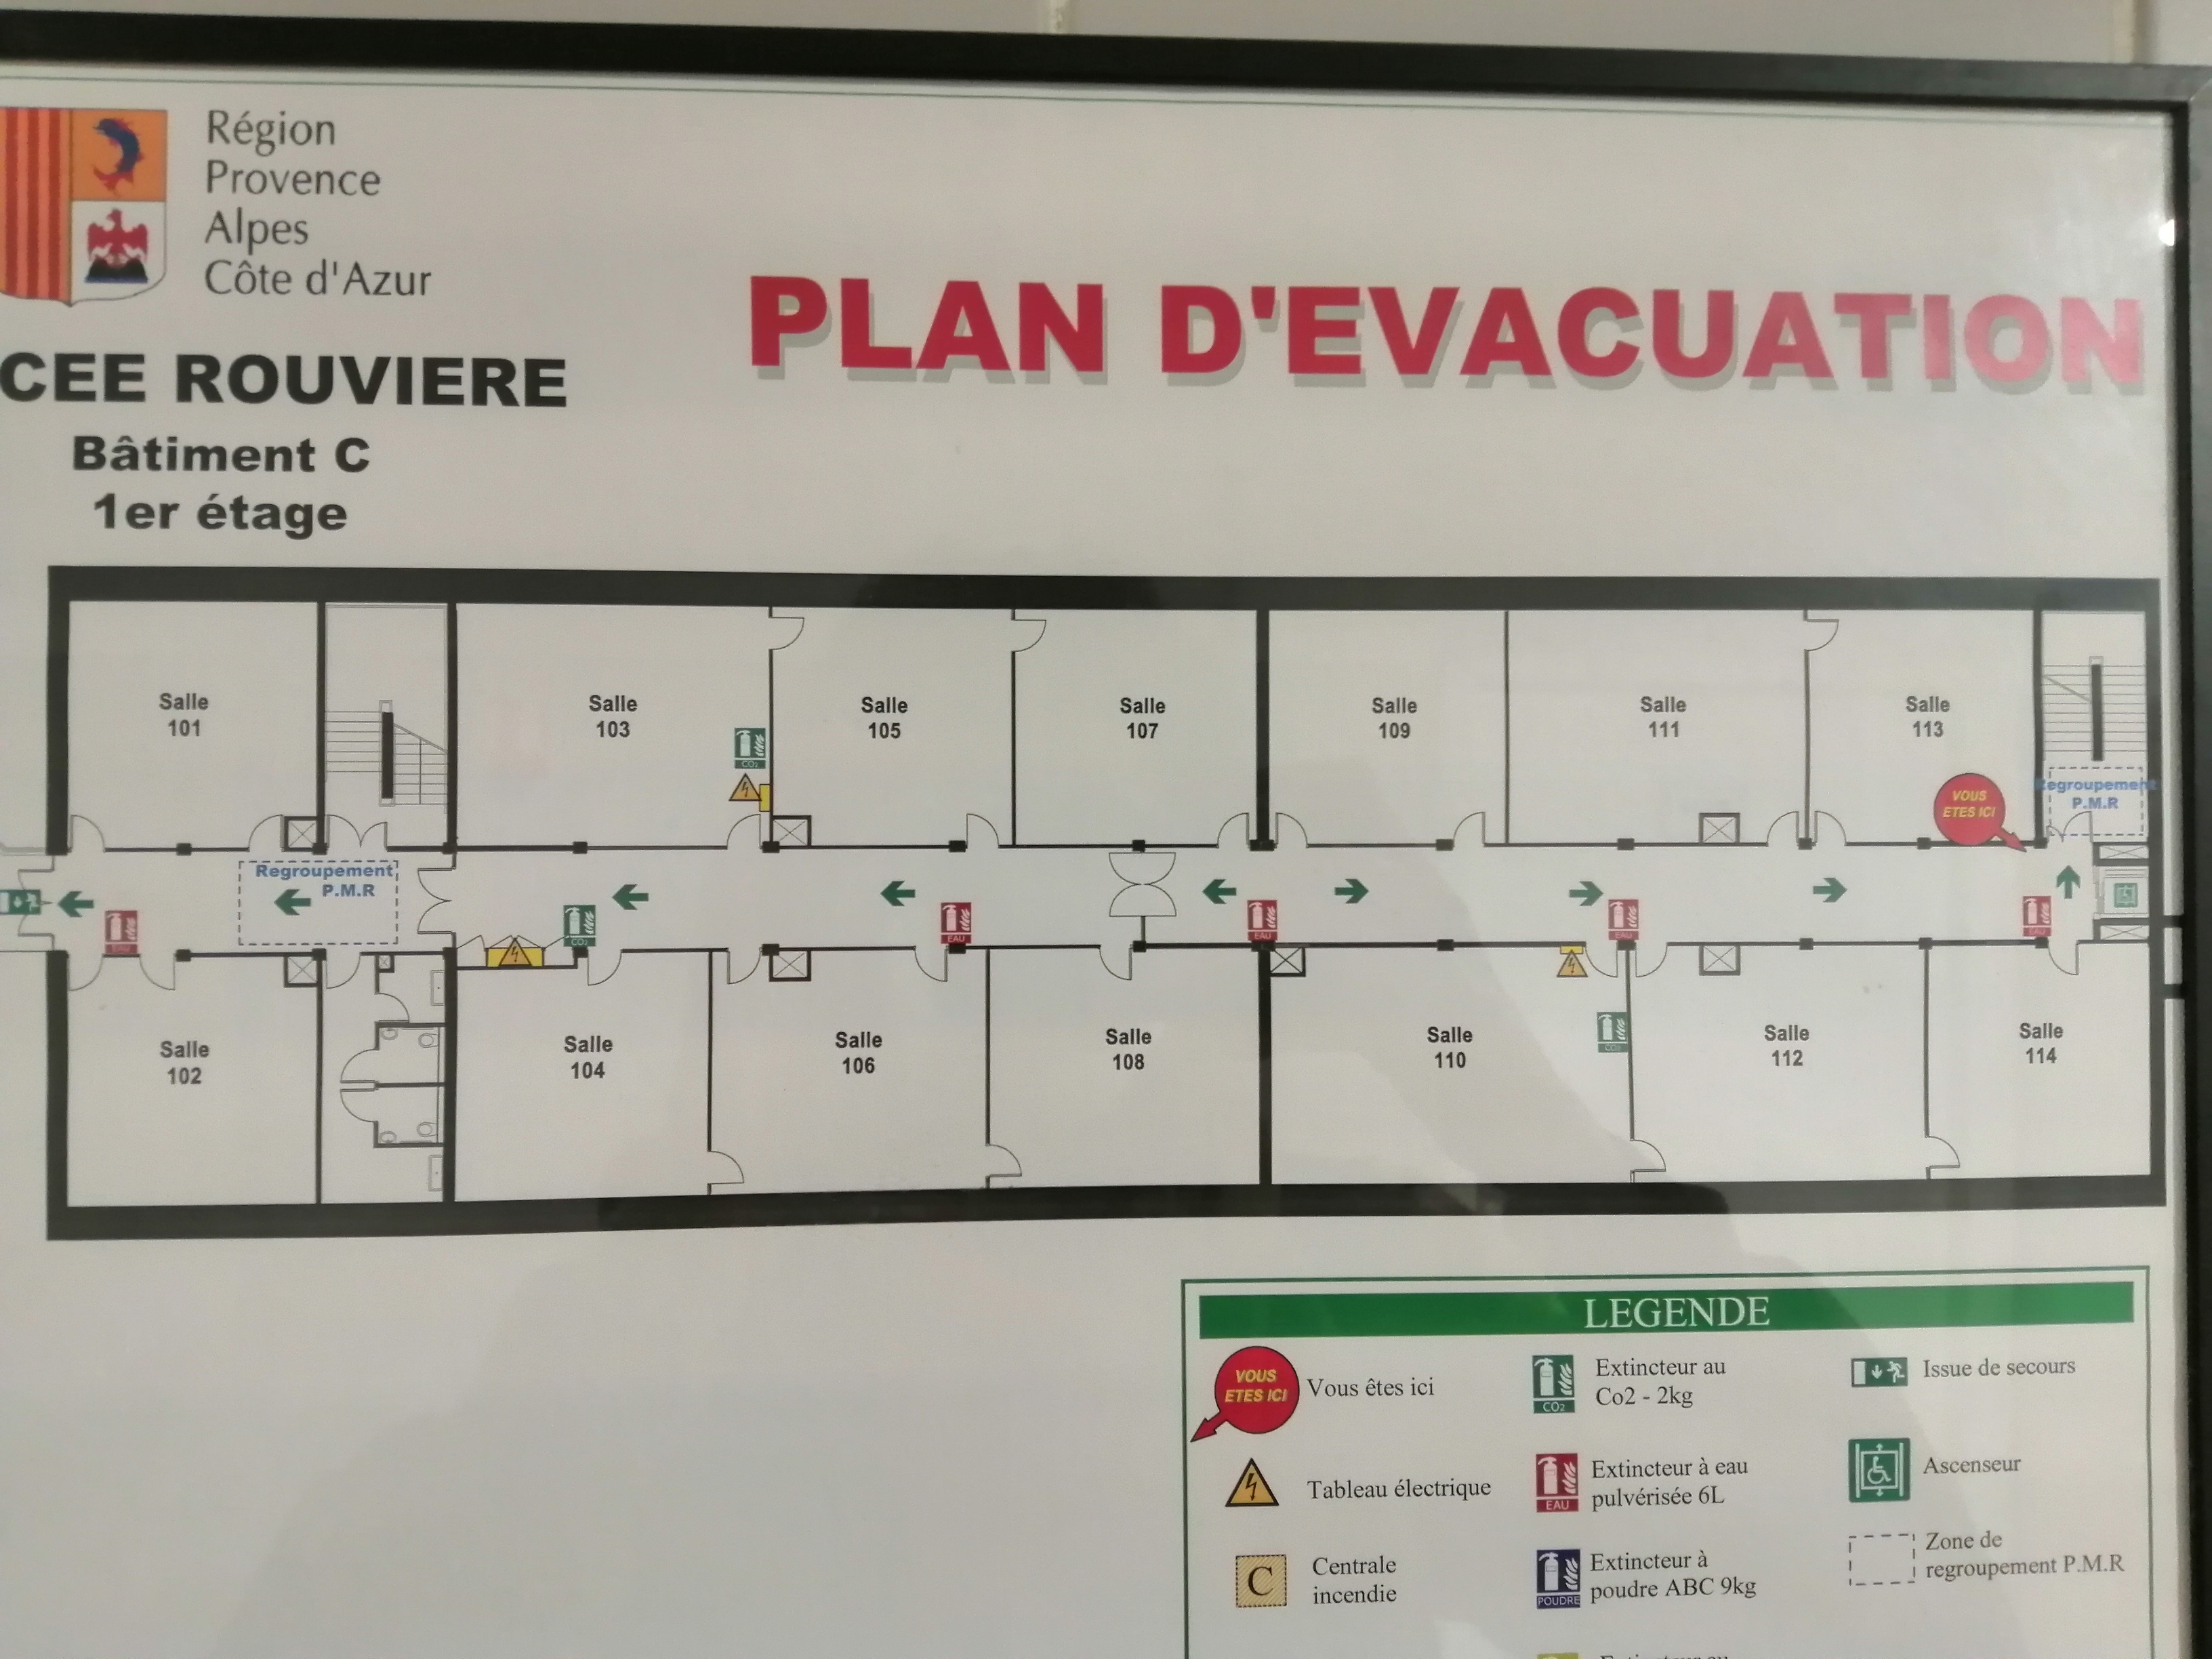 Région
Provence
Alpes
Côte d'Azur
PLAN D'EVACUATION
CEE ROUVIERE
Bâtiment C
1er étage
Salle
101
Salle
103
Salle
105
Salle
107
Salle
109
Salle
111
Salle
113
CO2
VOUS
ETES ICI
Regroupement
P.M.R
Regroupement
P.M.R
EAU
CO2
EAU
EAU
EAU
EAU
Salle
102
Salle
104
Salle
106
Salle
108
Salle
110
CO2
Salle
112
Salle
114
LEGENDE
VOUS
ETES ICI
Vous êtes ici
Tableau électrique
C
Centrale
incendie
CO2
Extincteur au
Co2 - 2kg
EAU
Extincteur à eau
pulvérisée 6L
POUDRE
Extincteur à
poudre ABC 9kg
Issue de secours
Ascenseur
Zone de
regroupement P.M.R